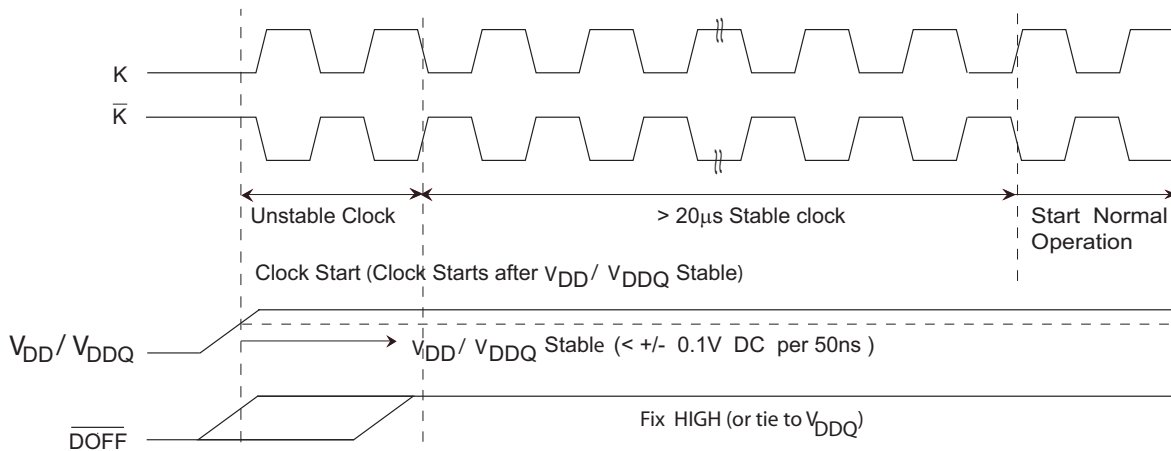 K
K̅
Unstable Clock
> 20μs Stable clock
Start Normal
Operation
Clock Start (Clock Starts after VDD/ VDDQ Stable)
VDD/ VDDQ
VDD/ VDDQ Stable (< +/- 0.1V DC per 50ns )
Fix HIGH (or tie to VDDQ)
D̅O̅F̅F̅